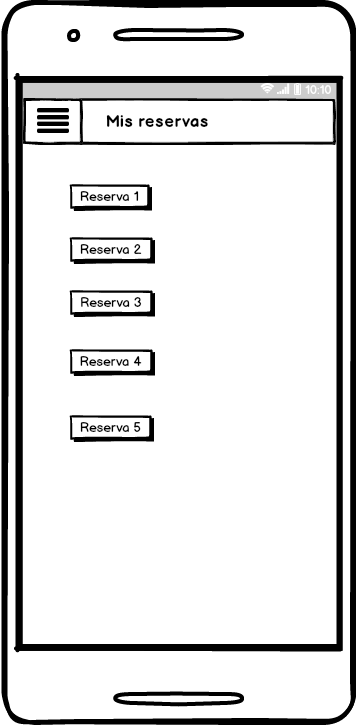 10:10
Mis reservas
Reserva 1
Reserva 2
Reserva 3
Reserva 4
Reserva 5